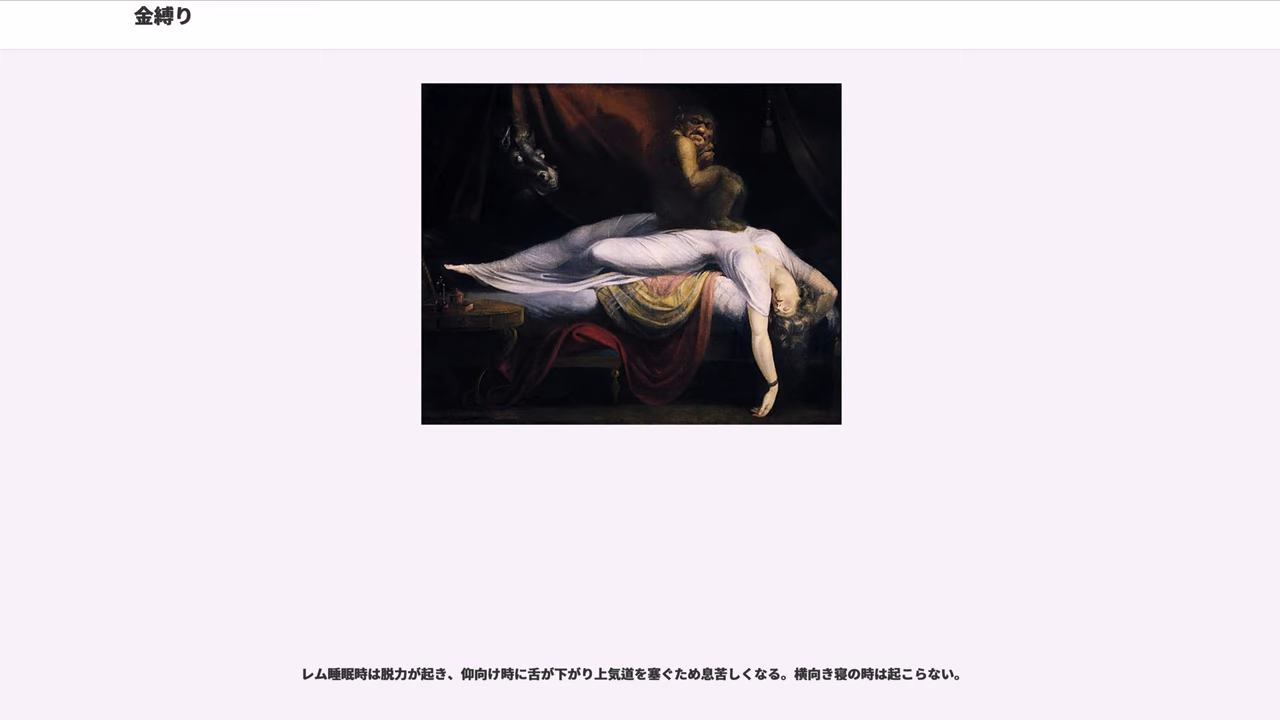 金縛り
レム睡眠時は脱力が起き、仰向け時に舌が下がり上気道を塞ぐため息苦しくなる。横向き寝の時は起こらない。